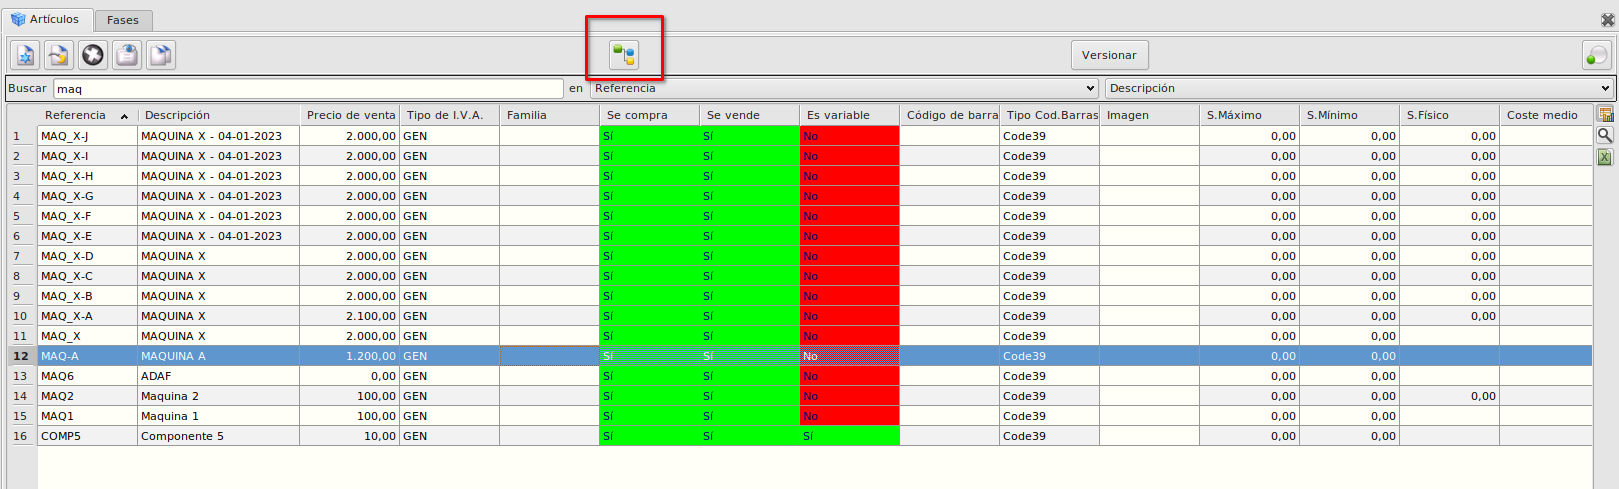 Artículos Fases
Versionar
Buscar maq en Referencia Descripción
Referencia Descripción Precio de venta Tipo de I.V.A. Familia Se compra Se vende Es variable Código de barra Tipo Cod.Barras Imagen S.Máximo S.Mínimo S.Físico Coste medio
1 MAQ_X-J MAQUINA X - 04-01-2023 2.000,00 GEN Sí Sí No Code39 0,00 0,00 0,00
2 MAQ_X-I MAQUINA X - 04-01-2023 2.000,00 GEN Sí Sí No Code39 0,00 0,00 0,00
3 MAQ_X-H MAQUINA X - 04-01-2023 2.000,00 GEN Sí Sí No Code39 0,00 0,00 0,00
4 MAQ_X-G MAQUINA X - 04-01-2023 2.000,00 GEN Sí Sí No Code39 0,00 0,00 0,00
5 MAQ_X-F MAQUINA X - 04-01-2023 2.000,00 GEN Sí Sí No Code39 0,00 0,00 0,00
6 MAQ_X-E MAQUINA X - 04-01-2023 2.000,00 GEN Sí Sí No Code39 0,00 0,00 0,00
7 MAQ_X-D MAQUINA X 2.000,00 GEN Sí Sí No Code39 0,00 0,00 0,00
8 MAQ_X-C MAQUINA X 2.000,00 GEN Sí Sí No Code39 0,00 0,00 0,00
9 MAQ_X-B MAQUINA X 2.000,00 GEN Sí Sí No Code39 0,00 0,00 0,00
10 MAQ_X-A MAQUINA X 2.100,00 GEN Sí Sí No Code39 0,00 0,00 0,00
11 MAQ_X MAQUINA X 2.000,00 GEN Sí Sí No Code39 0,00 0,00
12 MAQ-A MAQUINA A 1.200,00 GEN Sí Sí No Code39 0,00 0,00
13 MAQ6 ADAF 0,00 GEN Sí Sí No Code39 0,00 0,00
14 MAQ2 Maquina 2 100,00 GEN Sí Sí No Code39 0,00 0,00 0,00
15 MAQ1 Maquina 1 100,00 GEN Sí Sí No Code39 0,00 0,00
16 COMP5 Componente 5 10,00 GEN Sí Sí Sí Code39 0,00 0,00